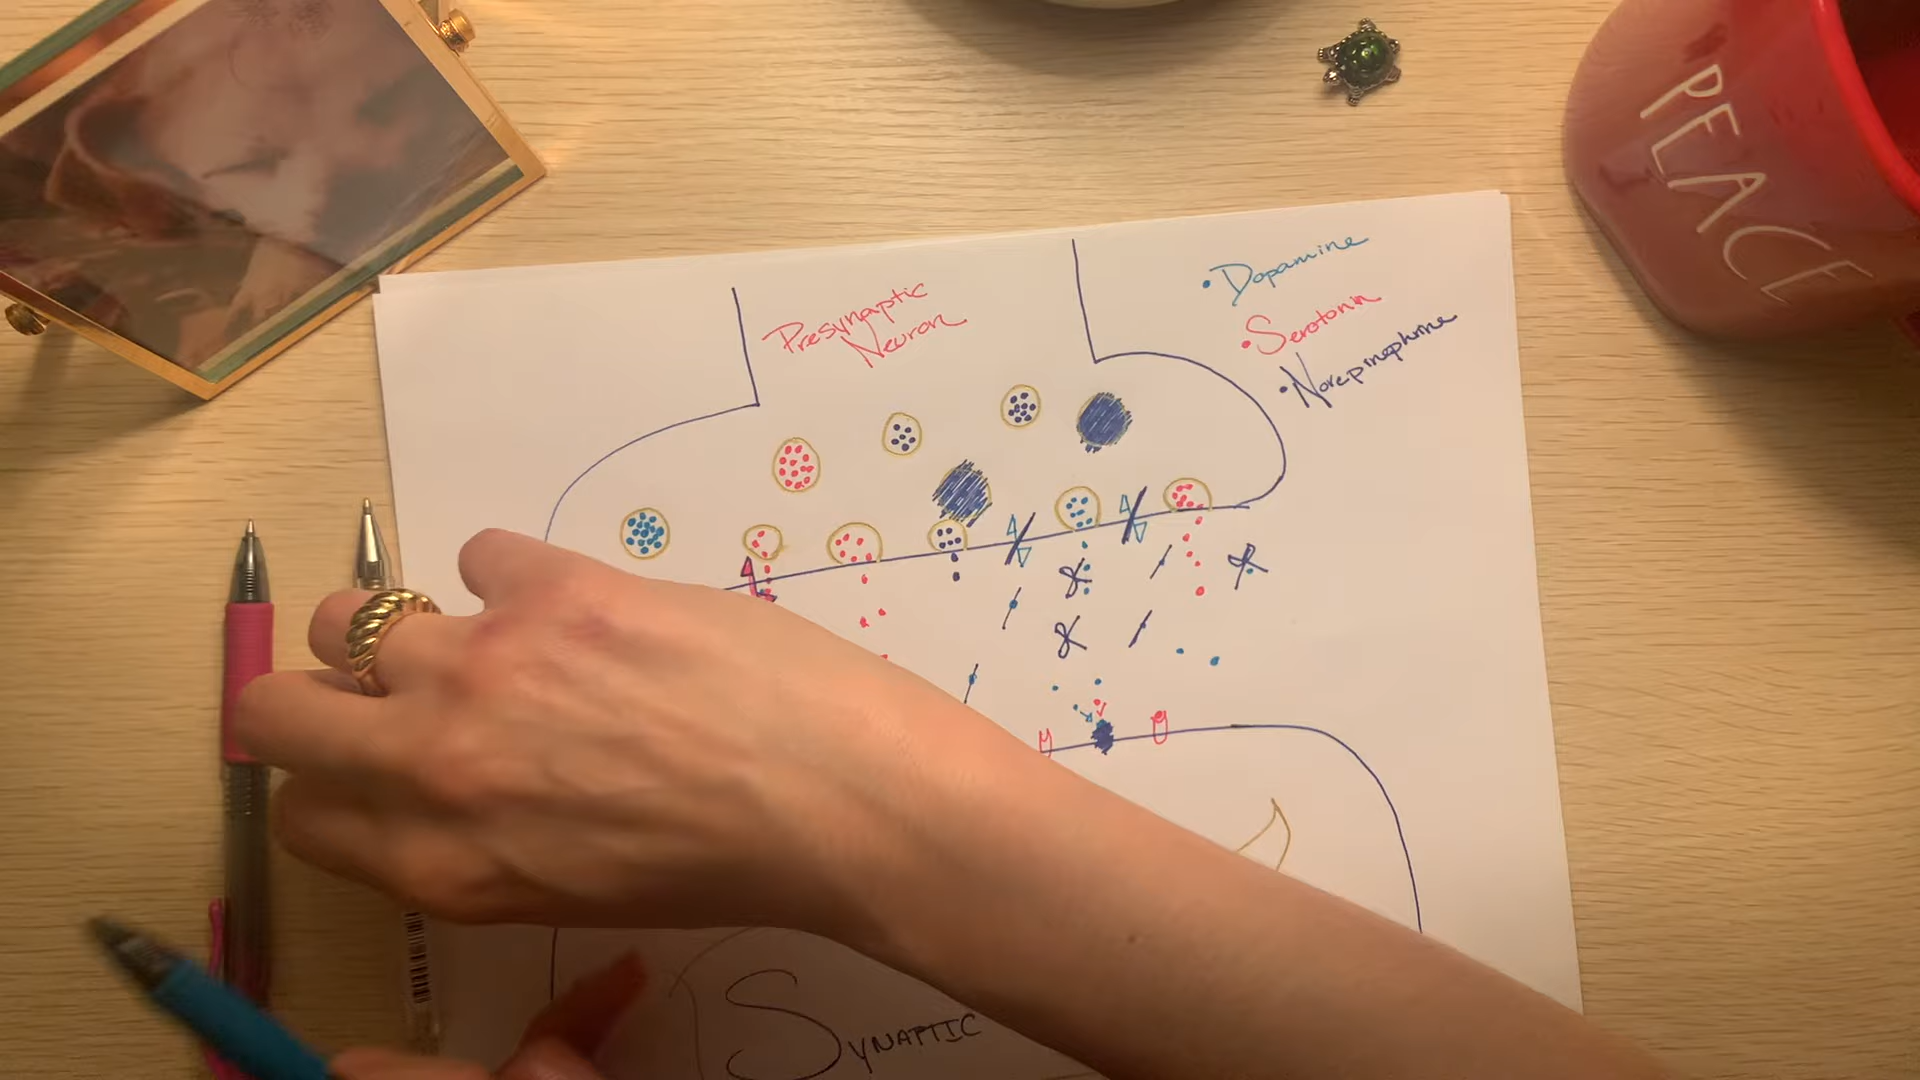 PEACE
Presynaptic
Neuron
• Dopamine
• Serotonin
• Norepinephrine
SYNAPTIC